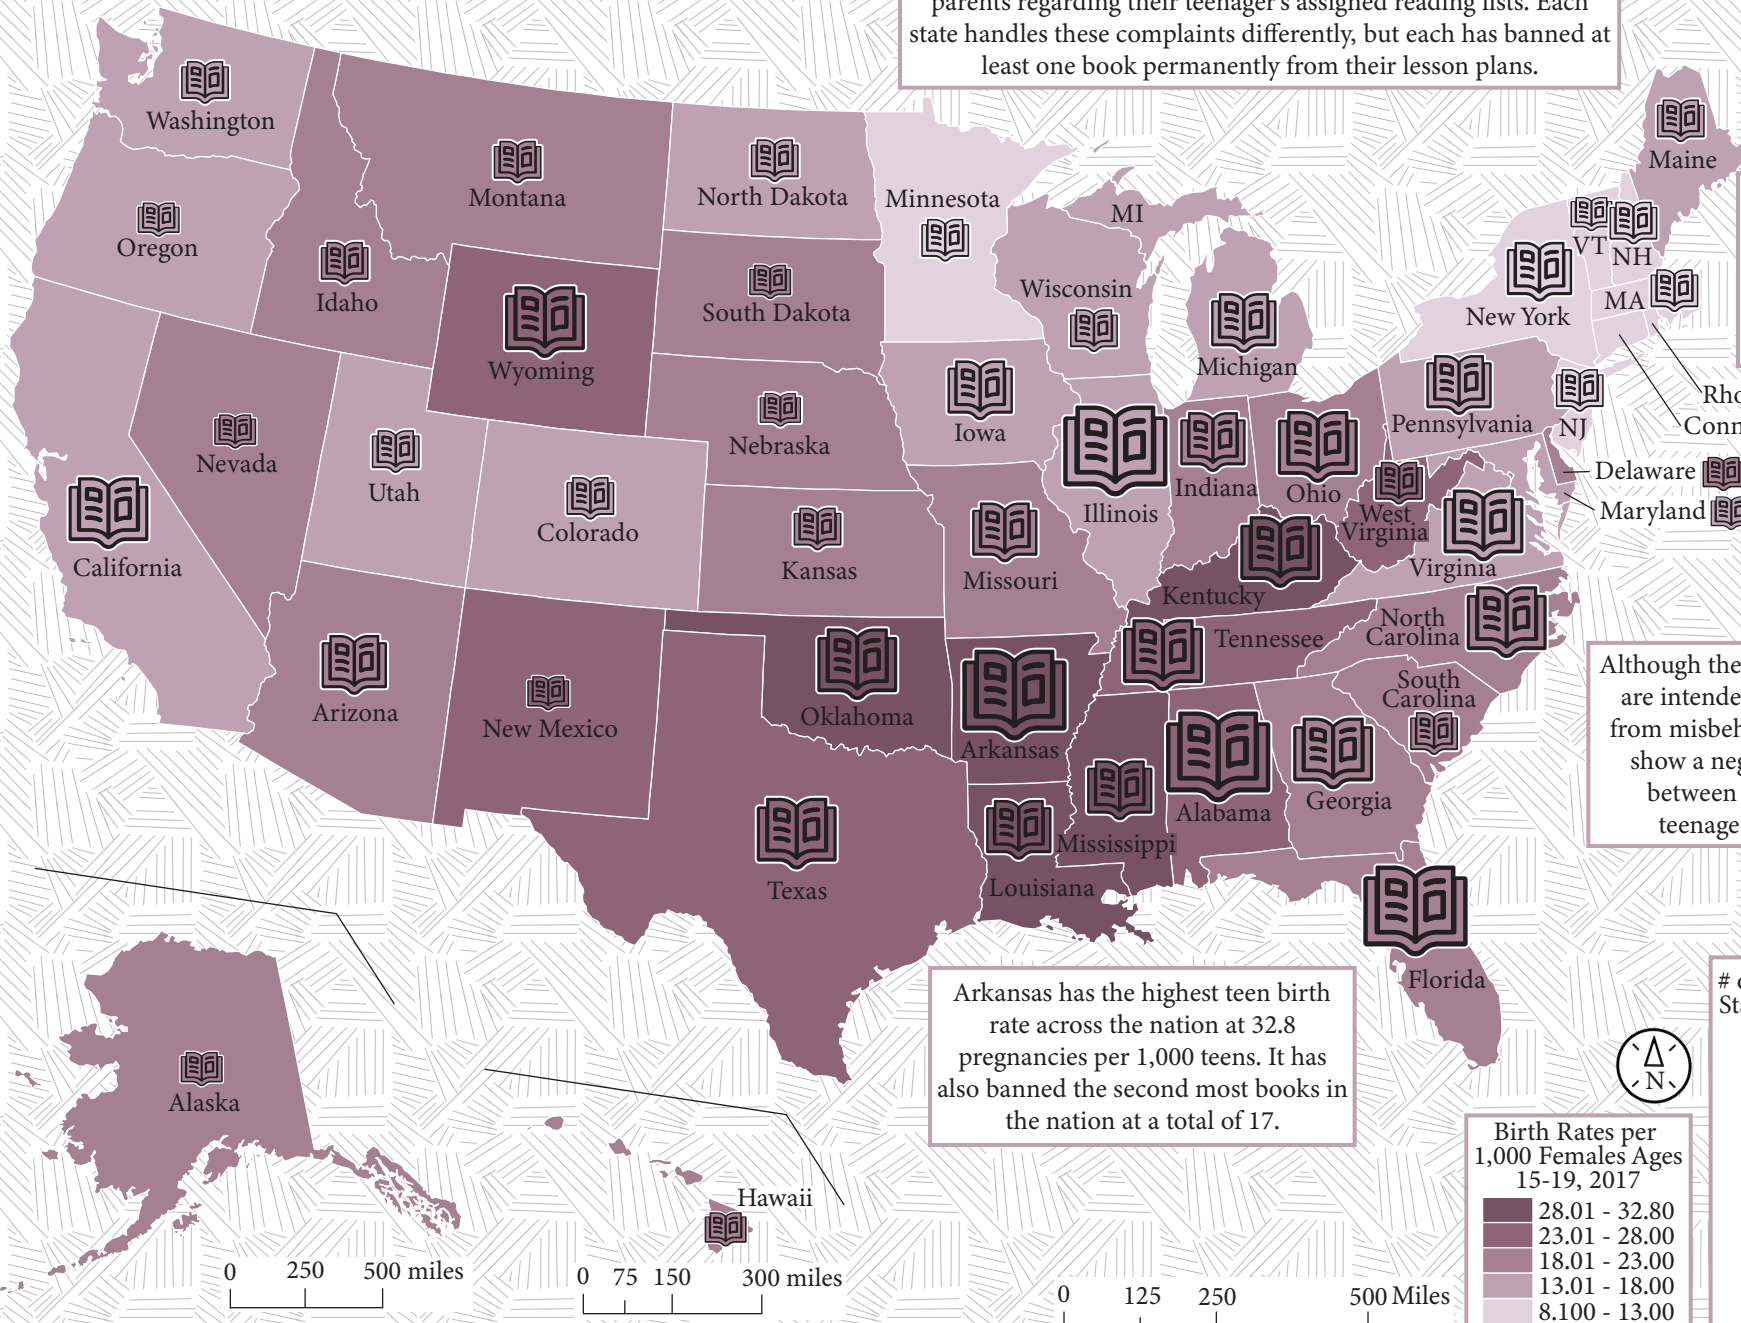 parents regarding their teenager's assigned reading lists. Each
state handles these complaints differently, but each has banned at
least one book permanently from their lesson plans.
Washington
Oregon
Idaho
Montana
North Dakota
Minnesota
MI
Wisconsin
Michigan
Maine
VT
NH
MA
New York
Wyoming
South Dakota
Nebraska
Iowa
Illinois
Indiana
Ohio
Pennsylvania
NJ
Rho
Conn
Delaware
Maryland
Nevada
Utah
Colorado
California
Kansas
Missouri
Kentucky
West
Virginia
Virginia
North
Carolina
Tennessee
South
Carolina
Arizona
New Mexico
Oklahoma
Arkansas
Texas
Louisiana
Mississippi
Alabama
Georgia
Florida
Although the
are intende
from misbeh
show a neg
between
teenage
Arkansas has the highest teen birth
rate across the nation at 32.8
pregnancies per 1,000 teens. It has
also banned the second most books in
the nation at a total of 17.
Alaska
Hawaii
0 250 500 miles
0 75 150 300 miles
0 125 250 500 Miles
N
#
St
Birth Rates per
1,000 Females Ages
15-19, 2017
28.01 - 32.80
23.01 - 28.00
18.01 - 23.00
13.01 - 18.00
8.100 - 13.00